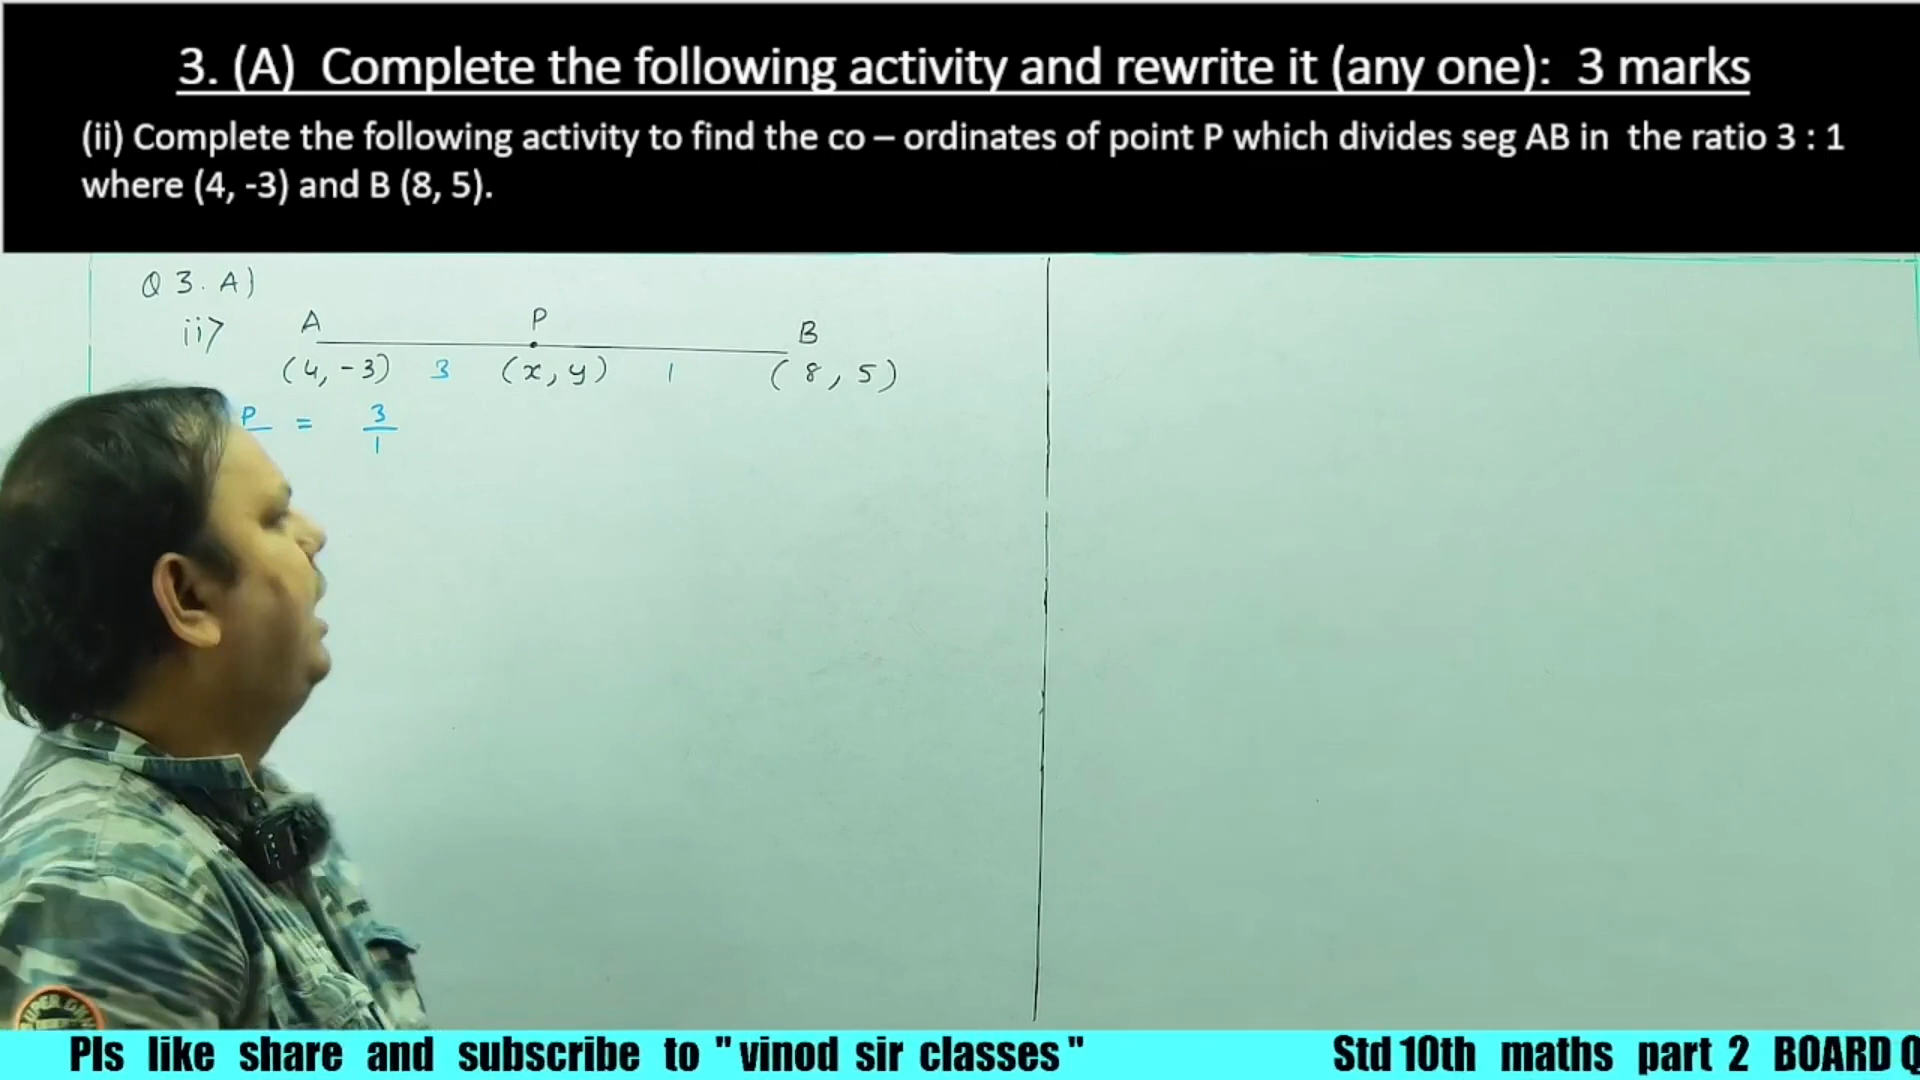 3. (A) Complete the following activity and rewrite it (any one): 3 marks
(ii) Complete the following activity to find the co – ordinates of point P which divides seg AB in the ratio 3 : 1
where (4, -3) and B (8, 5).
Q 3. A)
ii> A P B
(4, -3) 3 (x, y) 1 (8, 5)
P = 3
1
Pls like share and subscribe to " vinod sir classes " Std 10th maths part 2 BOARD Q